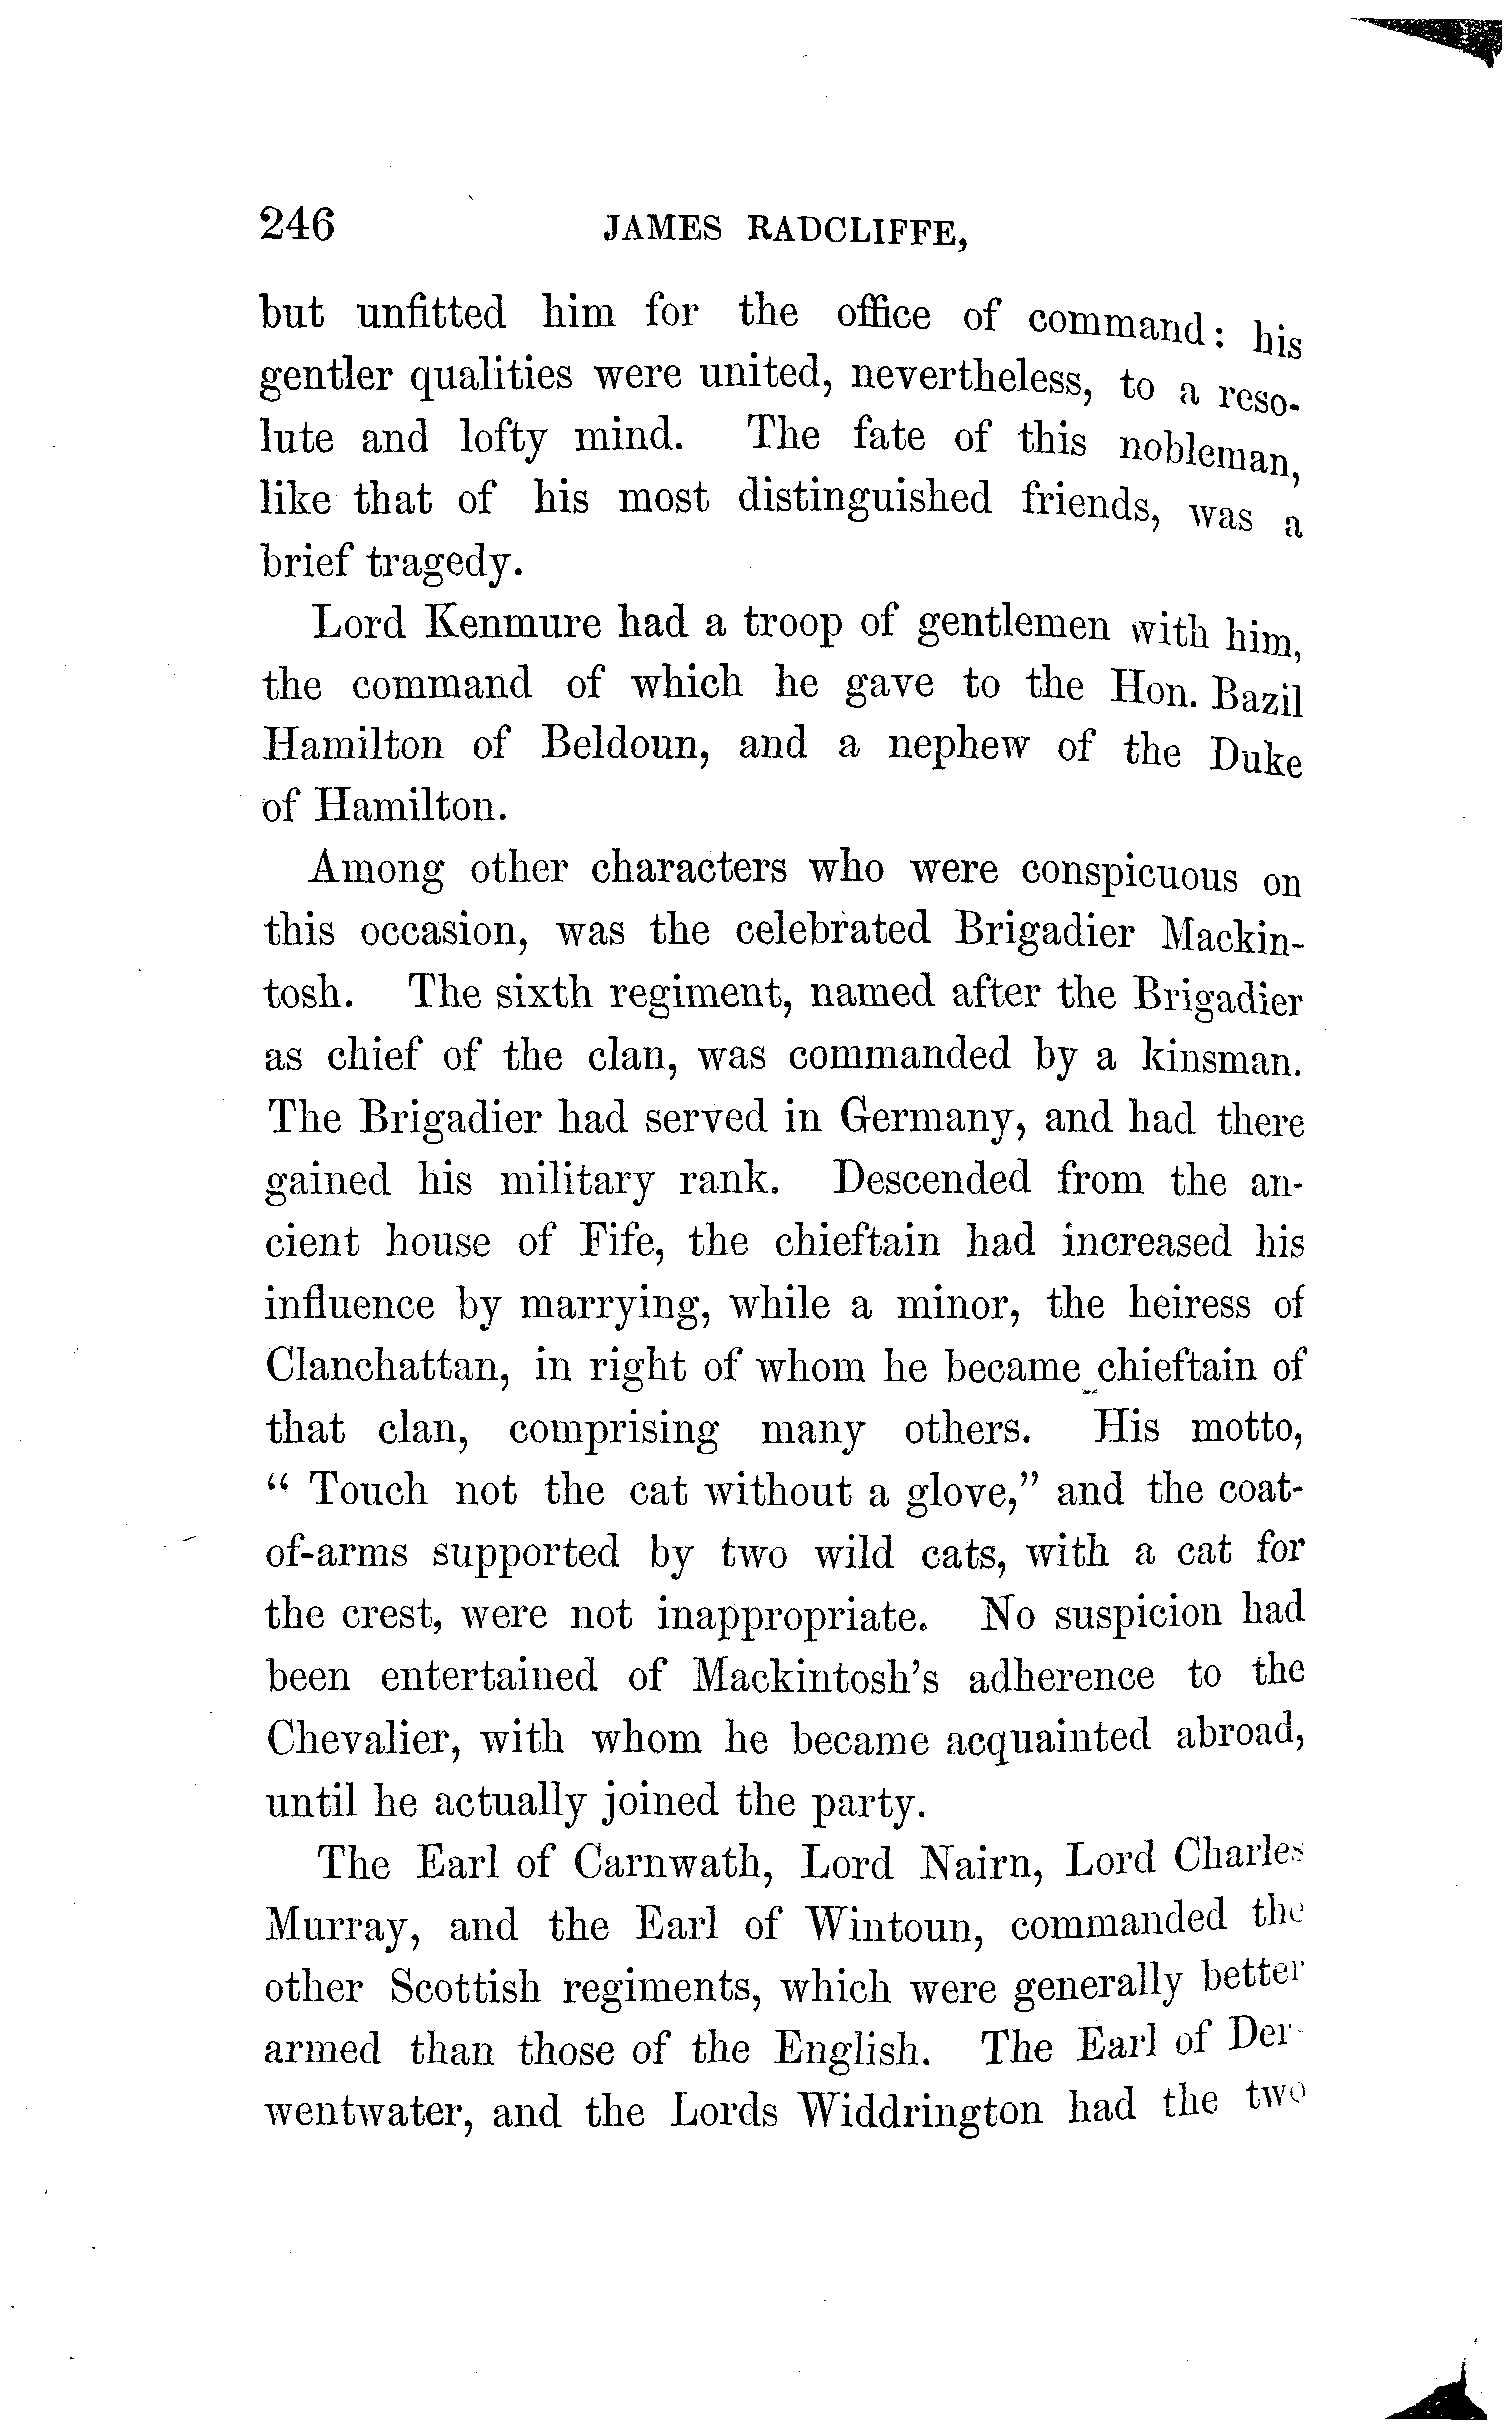 246 JAMES RADCLIFFE,
but unfitted him for the office of command: his
gentler qualities were united, nevertheless, to a reso-
lute and lofty mind. The fate of this nobleman,
like that of his most distinguished friends, was a
brief tragedy.
Lord Kenmure had a troop of gentlemen with him,
the command of which he gave to the Hon. Bazil
Hamilton of Beldoun, and a nephew of the Duke
of Hamilton.
Among other characters who were conspicuous on
this occasion, was the celebrated Brigadier Mackin-
tosh. The sixth regiment, named after the Brigadier
as chief of the clan, was commanded by a kinsman.
The Brigadier had served in Germany, and had there
gained his military rank. Descended from the an-
cient house of Fife, the chieftain had increased his
influence by marrying, while a minor, the heiress of
Clanchattan, in right of whom he became chieftain of
that clan, comprising many others. His motto,
" Touch not the cat without a glove," and the coat-
of-arms supported by two wild cats, with a cat for
the crest, were not inappropriate. No suspicion had
been entertained of Mackintosh's adherence to the
Chevalier, with whom he became acquainted abroad,
until he actually joined the party.
The Earl of Carnwath, Lord Nairn, Lord Charles
Murray, and the Earl of Wintoun, commanded the
other Scottish regiments, which were generally better
armed than those of the English. The Earl of Der-
wentwater, and the Lords Widdrington had the two